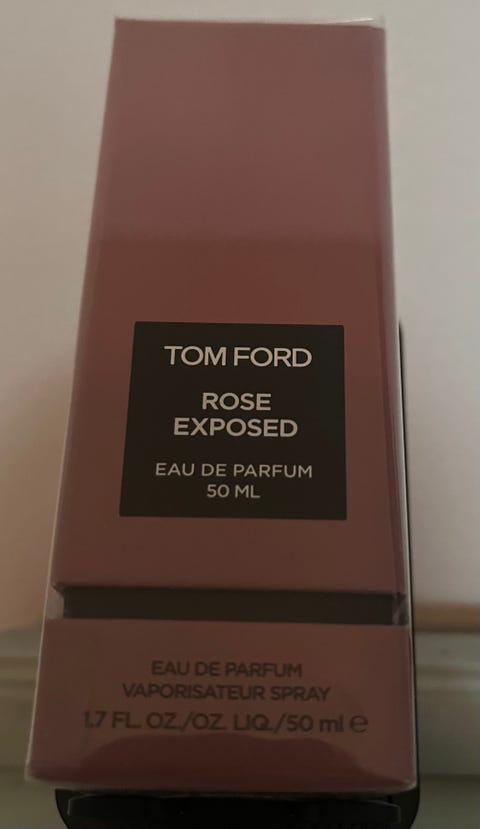 TOM FORD
ROSE
EXPOSED
EAU DE PARFUM
50 ML
EAU DE PARFUM
VAPORISATEUR SPRAY
1.7 FL. OZ./OZ. LIQ./50 ml ℮